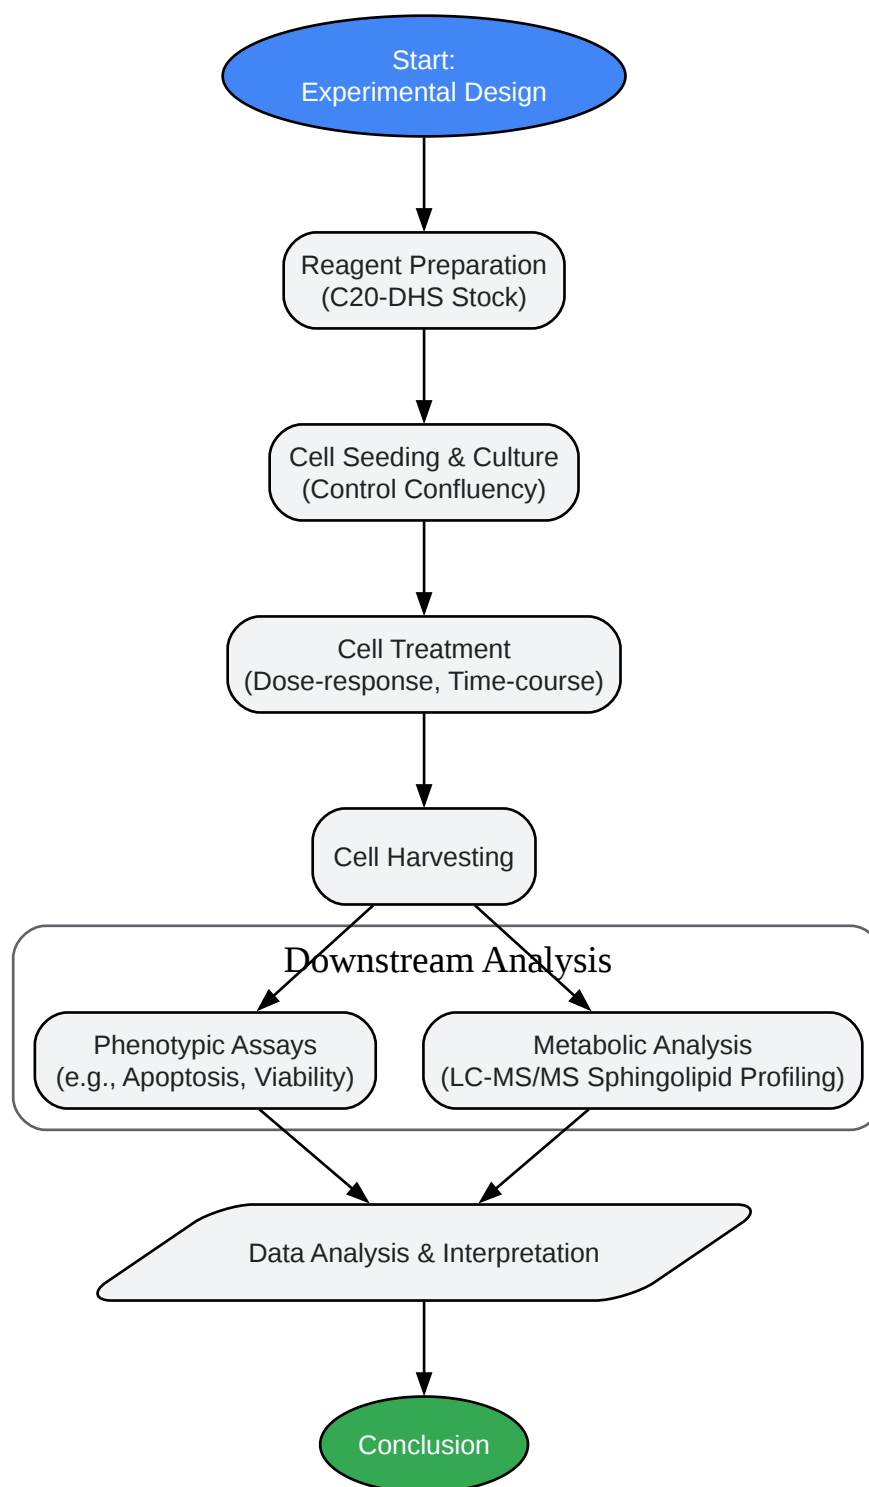 Start:
Experimental Design
Reagent Preparation
(C20-DHS Stock)
Cell Seeding & Culture
(Control Confluency)
Cell Treatment
(Dose-response, Time-course)
Cell Harvesting
Downstream Analysis
Phenotypic Assays
(e.g., Apoptosis, Viability)
Metabolic Analysis
(LC-MS/MS Sphingolipid Profiling)
Data Analysis & Interpretation
Conclusion